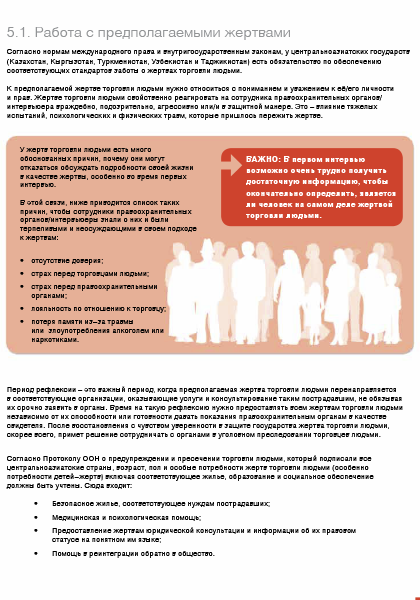 5.1. Работа с предполагаемыми жертвами
Согласно нормам международного права и внутригосударственным законам, у центральноазиатских государств
(Казахстан, Кыргызстан, Туркменистан, Узбекистан и Таджикистан) есть обязательство по обеспечению
соответствующих стандартов заботы о жертвах торговли людьми.
К предполагаемой жертве торговли людьми нужно относиться с пониманием и уважением к её/его личности
и прав. Жертве торговли людьми свойственно реагировать на сотрудника правоохранительных органов/
интервьюера враждебно, подозрительно, агрессивно или/и в защитной манере. Это – влияние тяжелых
испытаний, психологических и физических травм, которые пришлось пережить жертве.
У жертв торговли людьми есть много
обоснованных причин, почему они могут
отказаться обсуждать подробности своей жизни
в качестве жертвы, особенно во время первых
интервью.
В этой связи, ниже приводится список таких
причин, чтобы сотрудники правоохранительных
органов/интервьюеры знали о них и были
терпеливыми и неосуждающими в своем подходе
к жертвам:
• отсутствие доверия;
• страх перед торговцами людьми;
• страх перед правоохранительными
органами;
• лояльность по отношению к торговцу;
• потеря памяти из–за травмы
или злоупотребления алкоголем или
наркотиками.
ВАЖНО: В первом интервью
возможно очень трудно получить
достаточную информацию, чтобы
окончательно определить, является
ли человек на самом деле жертвой
торговли людьми.
Период рефлексии – это важный период, когда предполагаемая жертва торговли людьми перенаправляется
в соответствующие организации, оказывающие услуги и консультирование таким пострадавшим, не обязывая
их срочно заявить в органы. Время на такую рефлексию нужно предоставлять всем жертвам торговли людьми
независимо от их способности или готовности давать показания правоохранительным органам в качестве
свидетеля. После восстановления с чувством уверенности в защите государства жертва торговли людьми,
скорее всего, примет решение сотрудничать с органами в уголовном преследовании торговцев людьми.
Согласно Протоколу ООН о предупреждении и пресечении торговли людьми, который подписали все
центральноазиатские страны, возраст, пол и особые потребности жертв торговли людьми (особенно
потребности детей–жертв) включая соответствующее жилье, образование и социальное обеспечение
должны быть учтены. Сюда входит:
• Безопасное жилье, соответствующее нуждам пострадавших;
• Медицинская и психологическая помощь;
• Предоставление жертвам юридической консультации и информации об их правовом
статусе на понятном им языке;
• Помощь в реинтеграции обратно в общество.